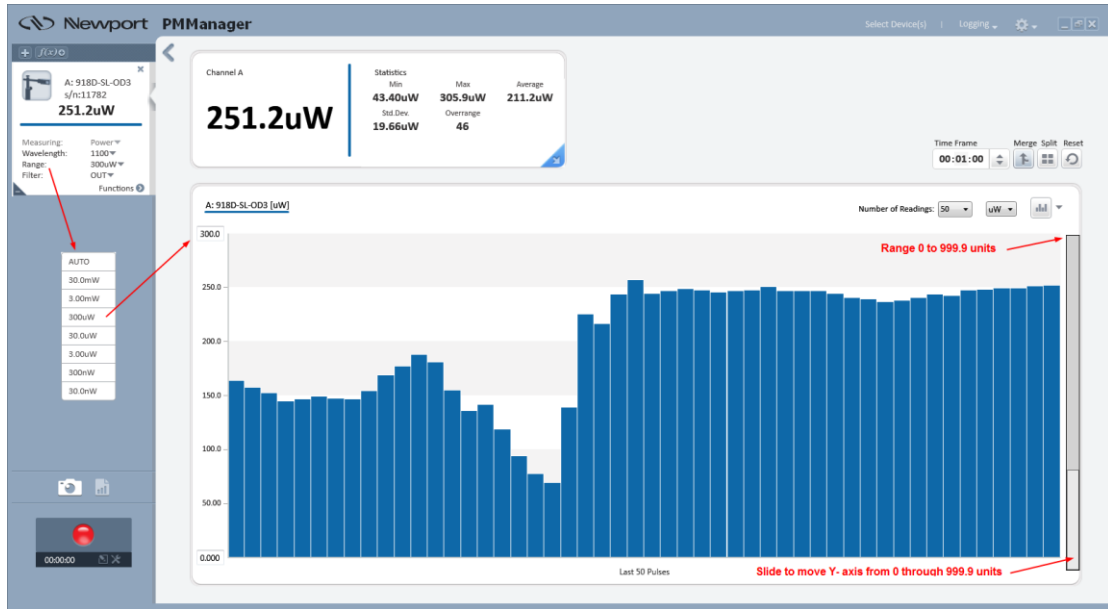 Newport PMManager
Select Device(s) | Logging
f(x)
A: 918D-SL-OD3
s/n:11782
251.2uW
Measuring: Power
Wavelength: 1100
Range: 300uW
Filter: OUT
Functions
AUTO
30.0mW
3.00mW
300uW
30.0uW
3.00uW
300nW
30.0nW
00:00:00
Channel A
251.2uW
Statistics
Min Max Average
43.40uW 305.9uW 211.2uW
Std.Dev. Overrange
19.66uW 46
Time Frame Merge Split Reset
00:01:00
A: 918D-SL-OD3 [uW]
Number of Readings: 50 uW
300.0
Range 0 to 999.9 units
250.0
200.0
150.0
100.0
50.00
0.000
Last 50 Pulses
Slide to move Y- axis from 0 through 999.9 units